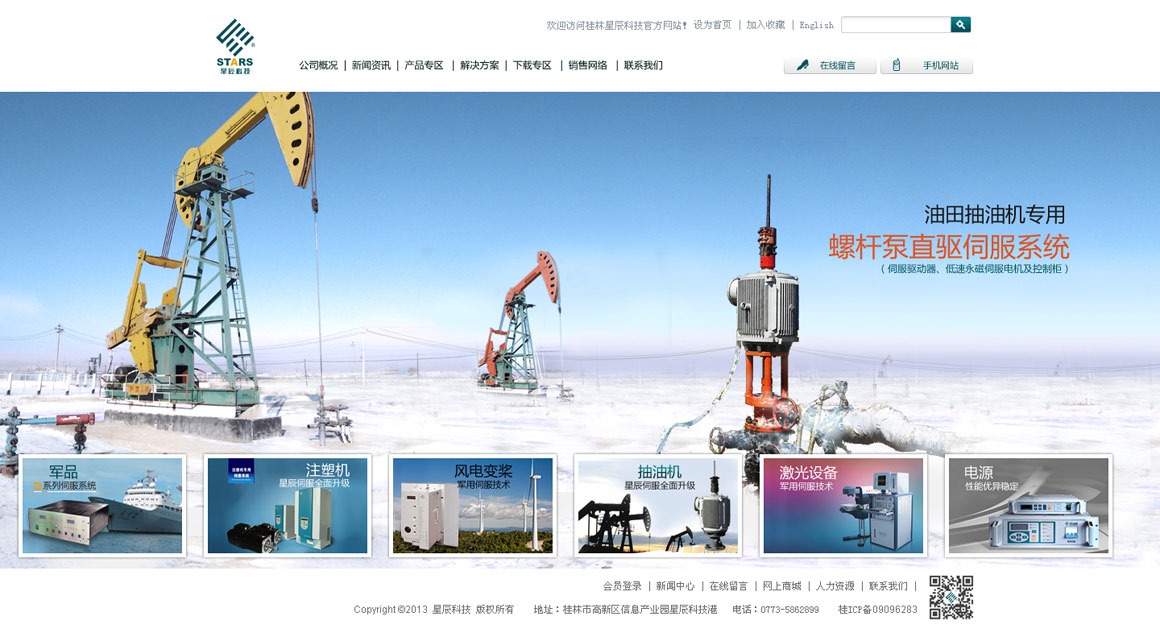 欢迎访问桂林星辰科技官方网站! 设为首页 | 加入收藏 | English
STARS
星辰科技
公司概况 | 新闻资讯 | 产品专区 | 解决方案 | 下载专区 | 销售网络 | 联系我们
在线留言
手机网站
油田抽油机专用
螺杆泵直驱伺服系统
(伺服驱动器、低速永磁伺服电机及控制柜)
军品
系列伺服系统
注塑机
星辰伺服全面升级
风电变桨
军用伺服技术
抽油机
星辰伺服全面升级
激光设备
军用伺服技术
电源
性能优异稳定
会员登录 | 新闻中心 | 在线留言 | 网上商城 | 人力资源 | 联系我们 |
Copyright©2013 星辰科技 版权所有 地址:桂林市高新区信息产业园星辰科技港 电话:0773-5862899 桂ICP备09096283